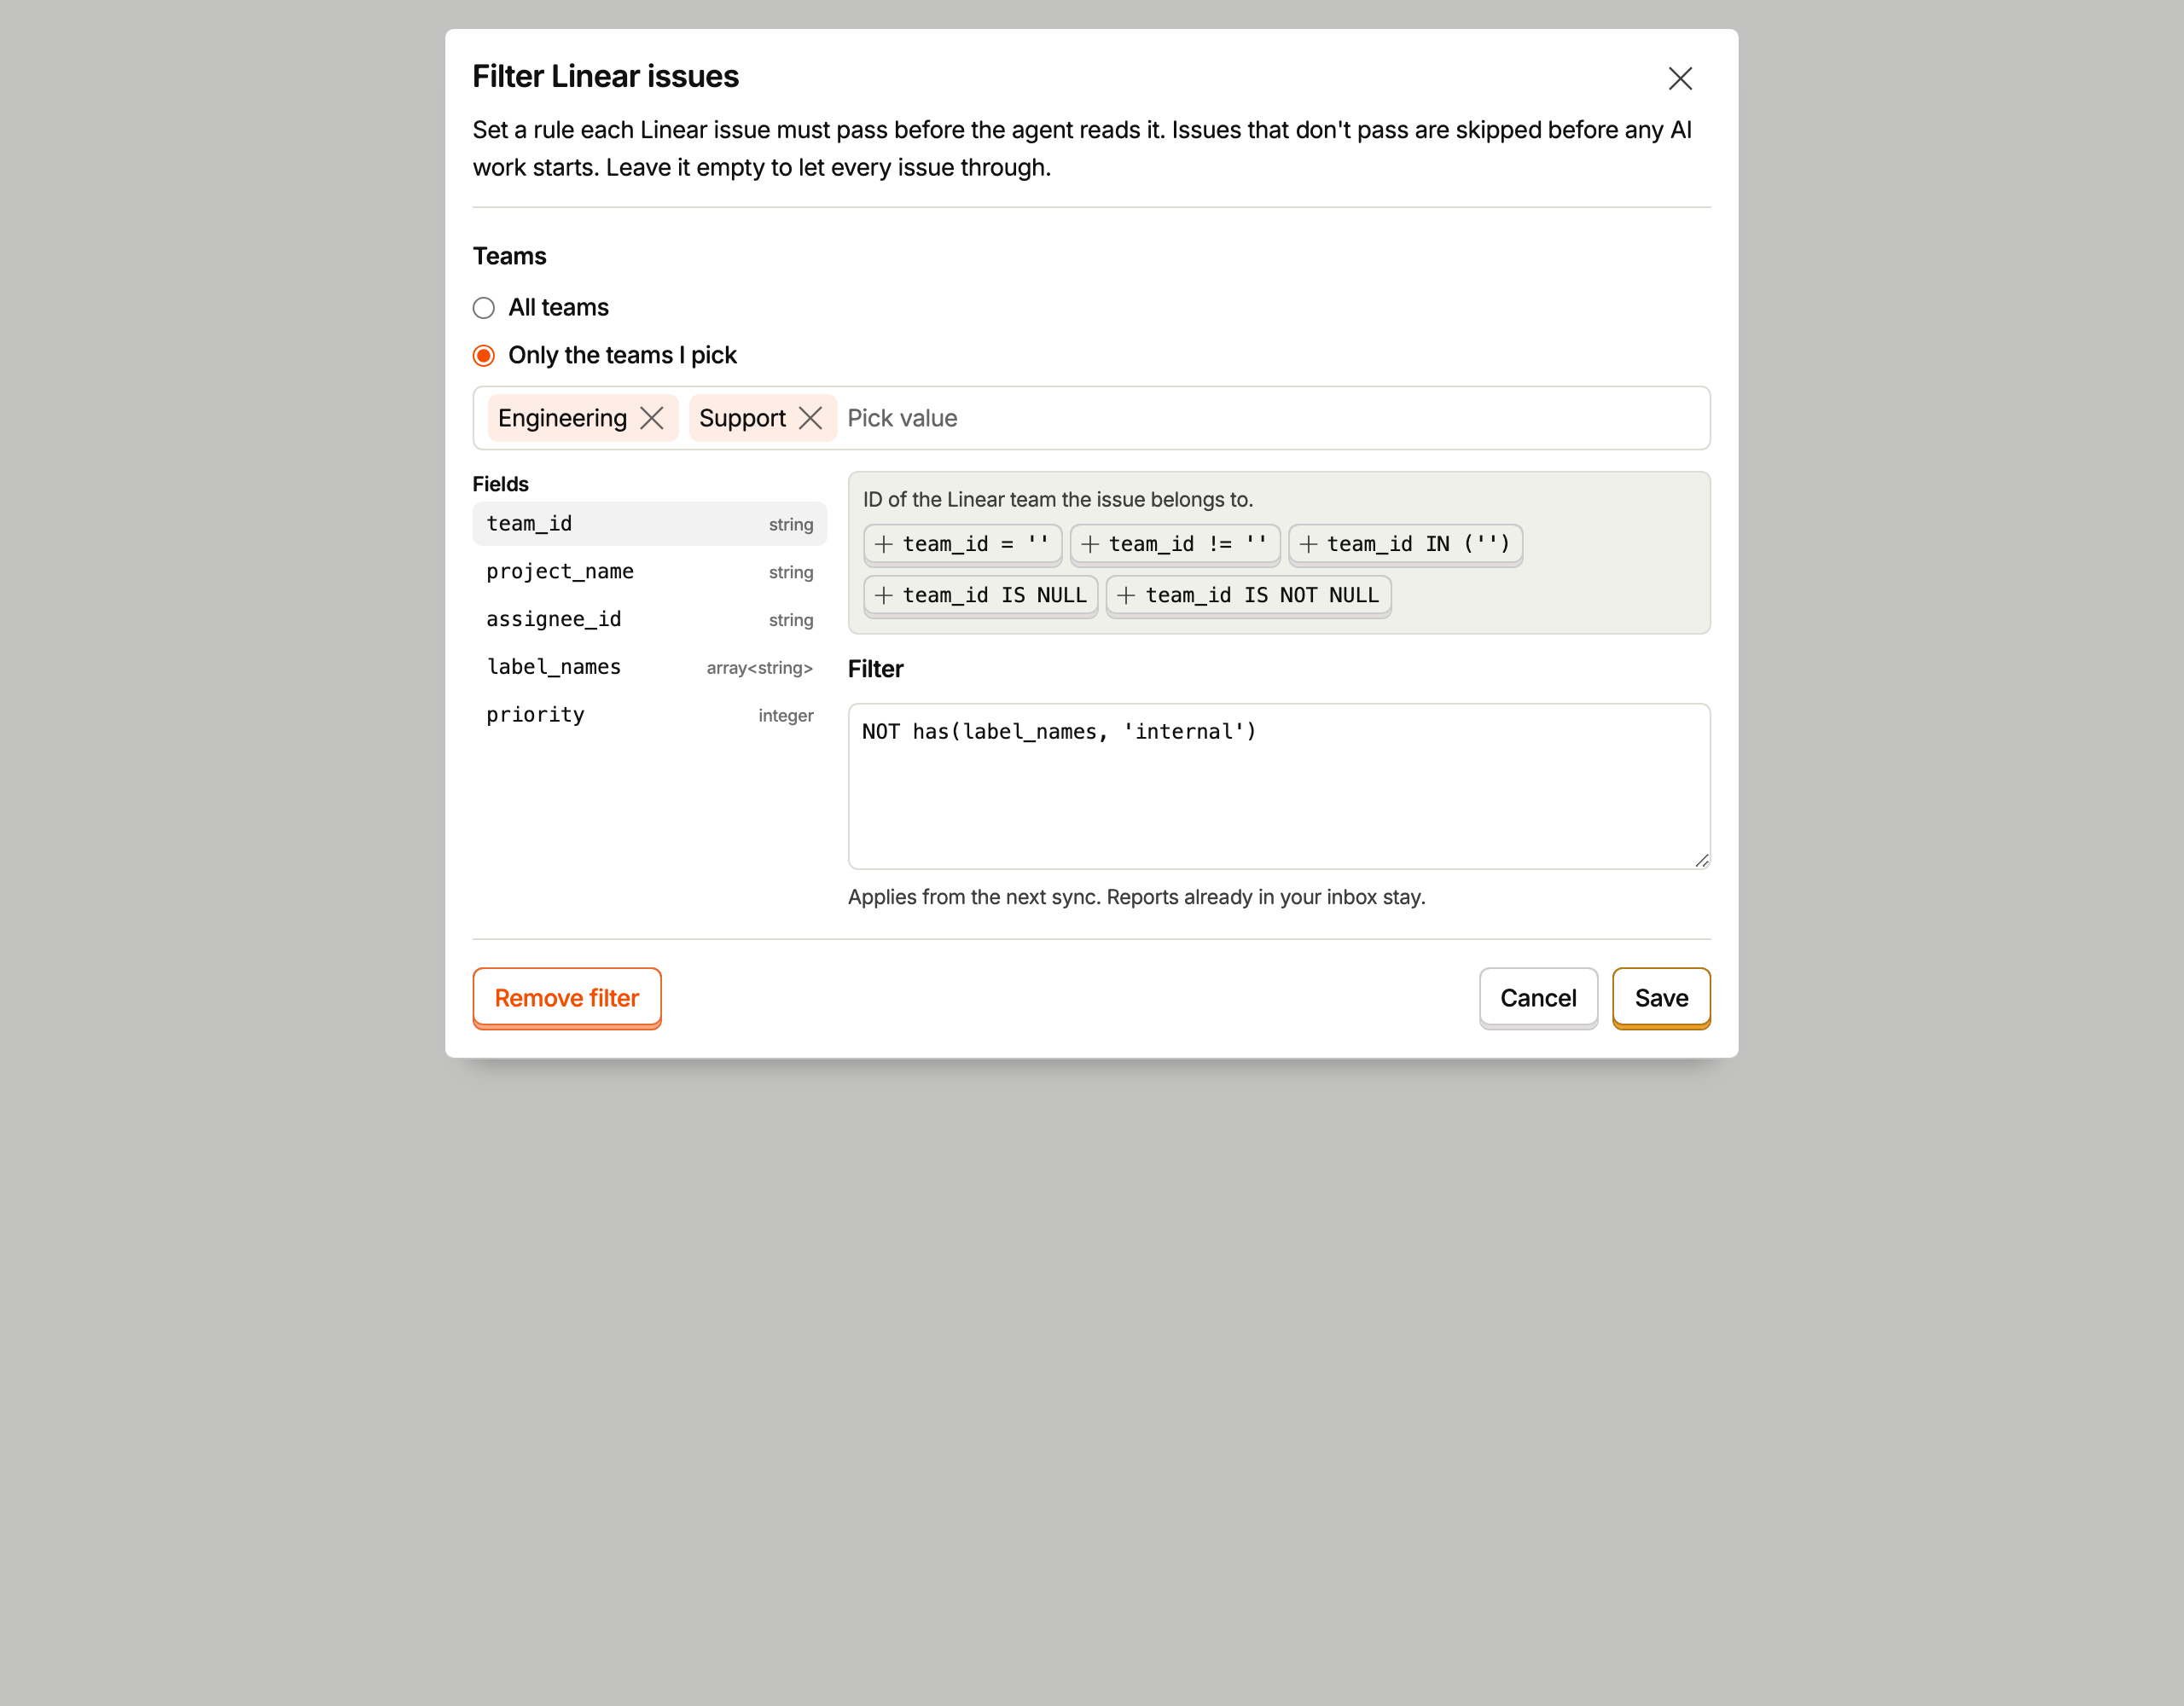 Filter Linear issues
Set a rule each Linear issue must pass before the agent reads it. Issues that don't pass are skipped before any AI
work starts. Leave it empty to let every issue through.
Teams
All teams
Only the teams I pick
Engineering Support Pick value
Fields
team_id string
project_name string
assignee_id string
label_names array<string>
priority integer
ID of the Linear team the issue belongs to.
+ team_id = '' + team_id != '' + team_id IN ('')
+ team_id IS NULL + team_id IS NOT NULL
Filter
NOT has(label_names, 'internal')
Applies from the next sync. Reports already in your inbox stay.
Remove filter Cancel Save